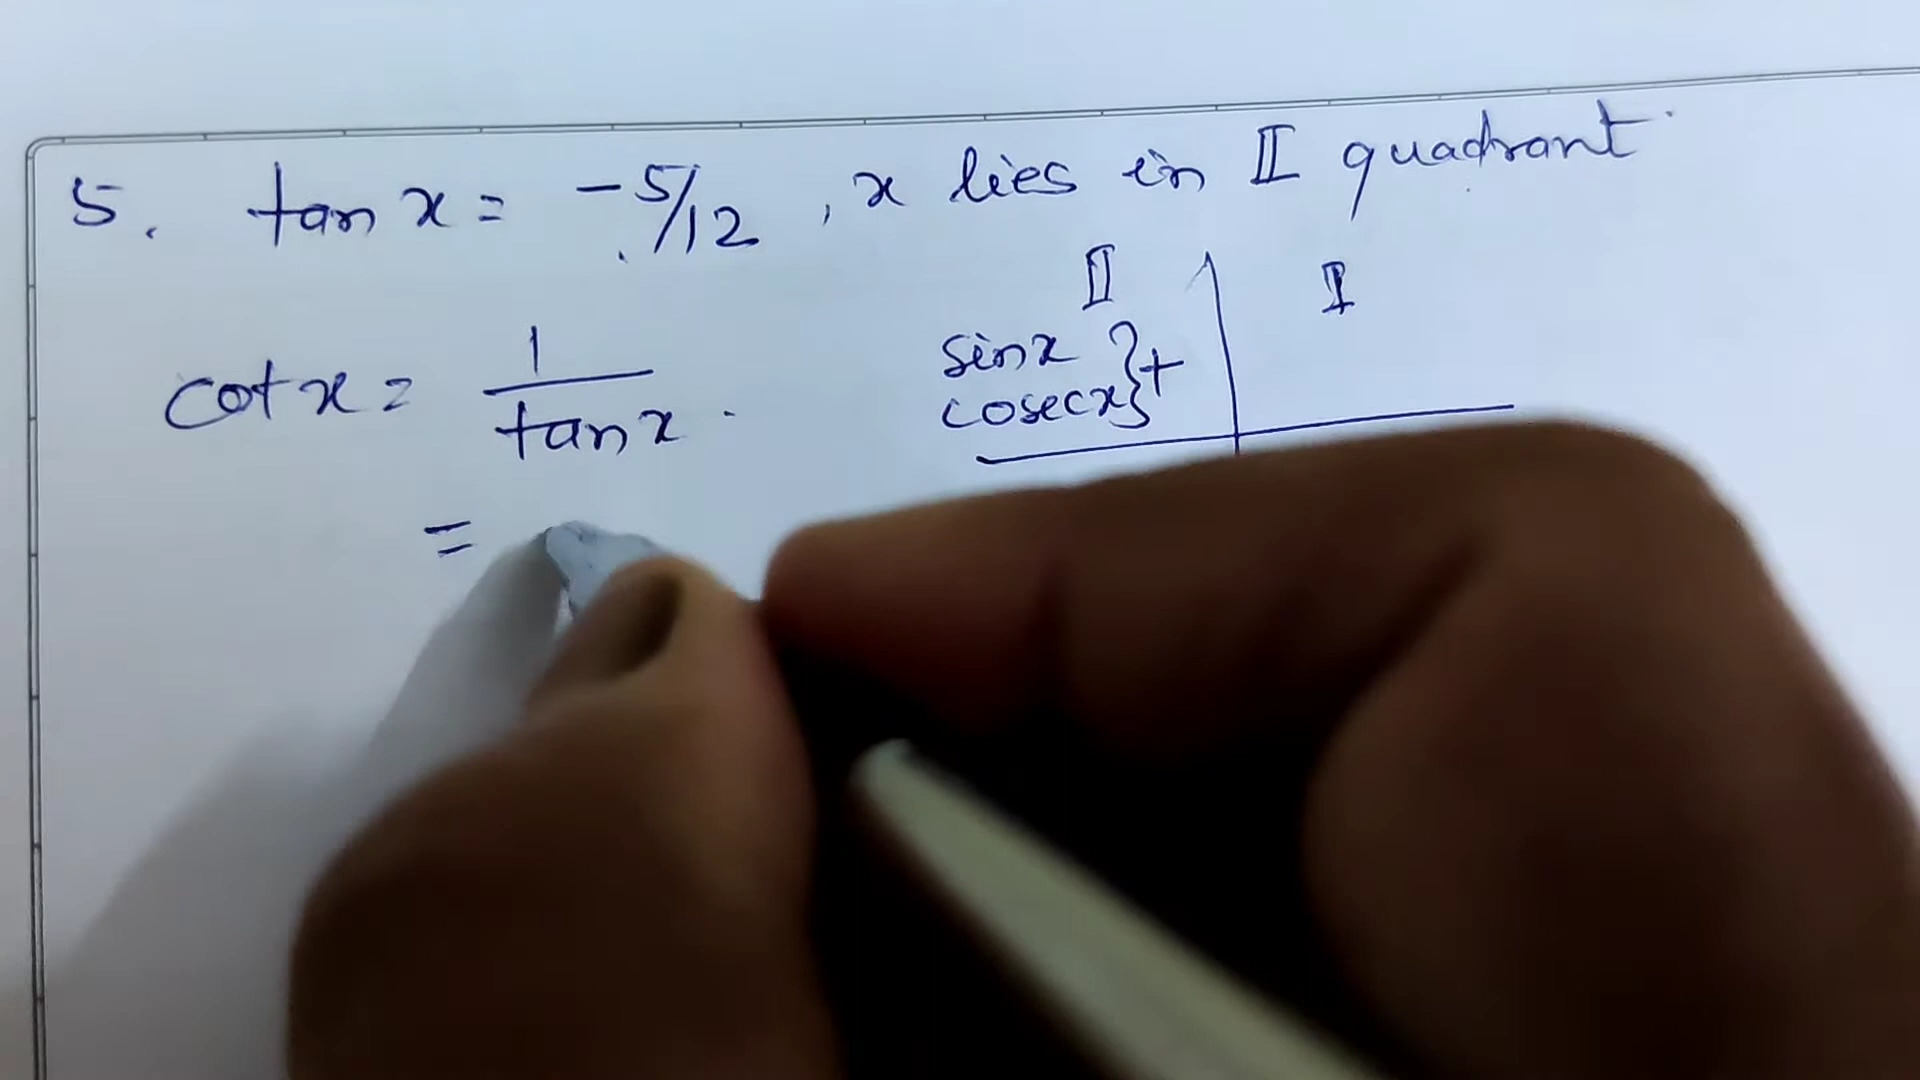 5. tan x = -5/12, x lies in II quadrant
II I
cot x = 1/tan x
sin x
cosec x } +
=